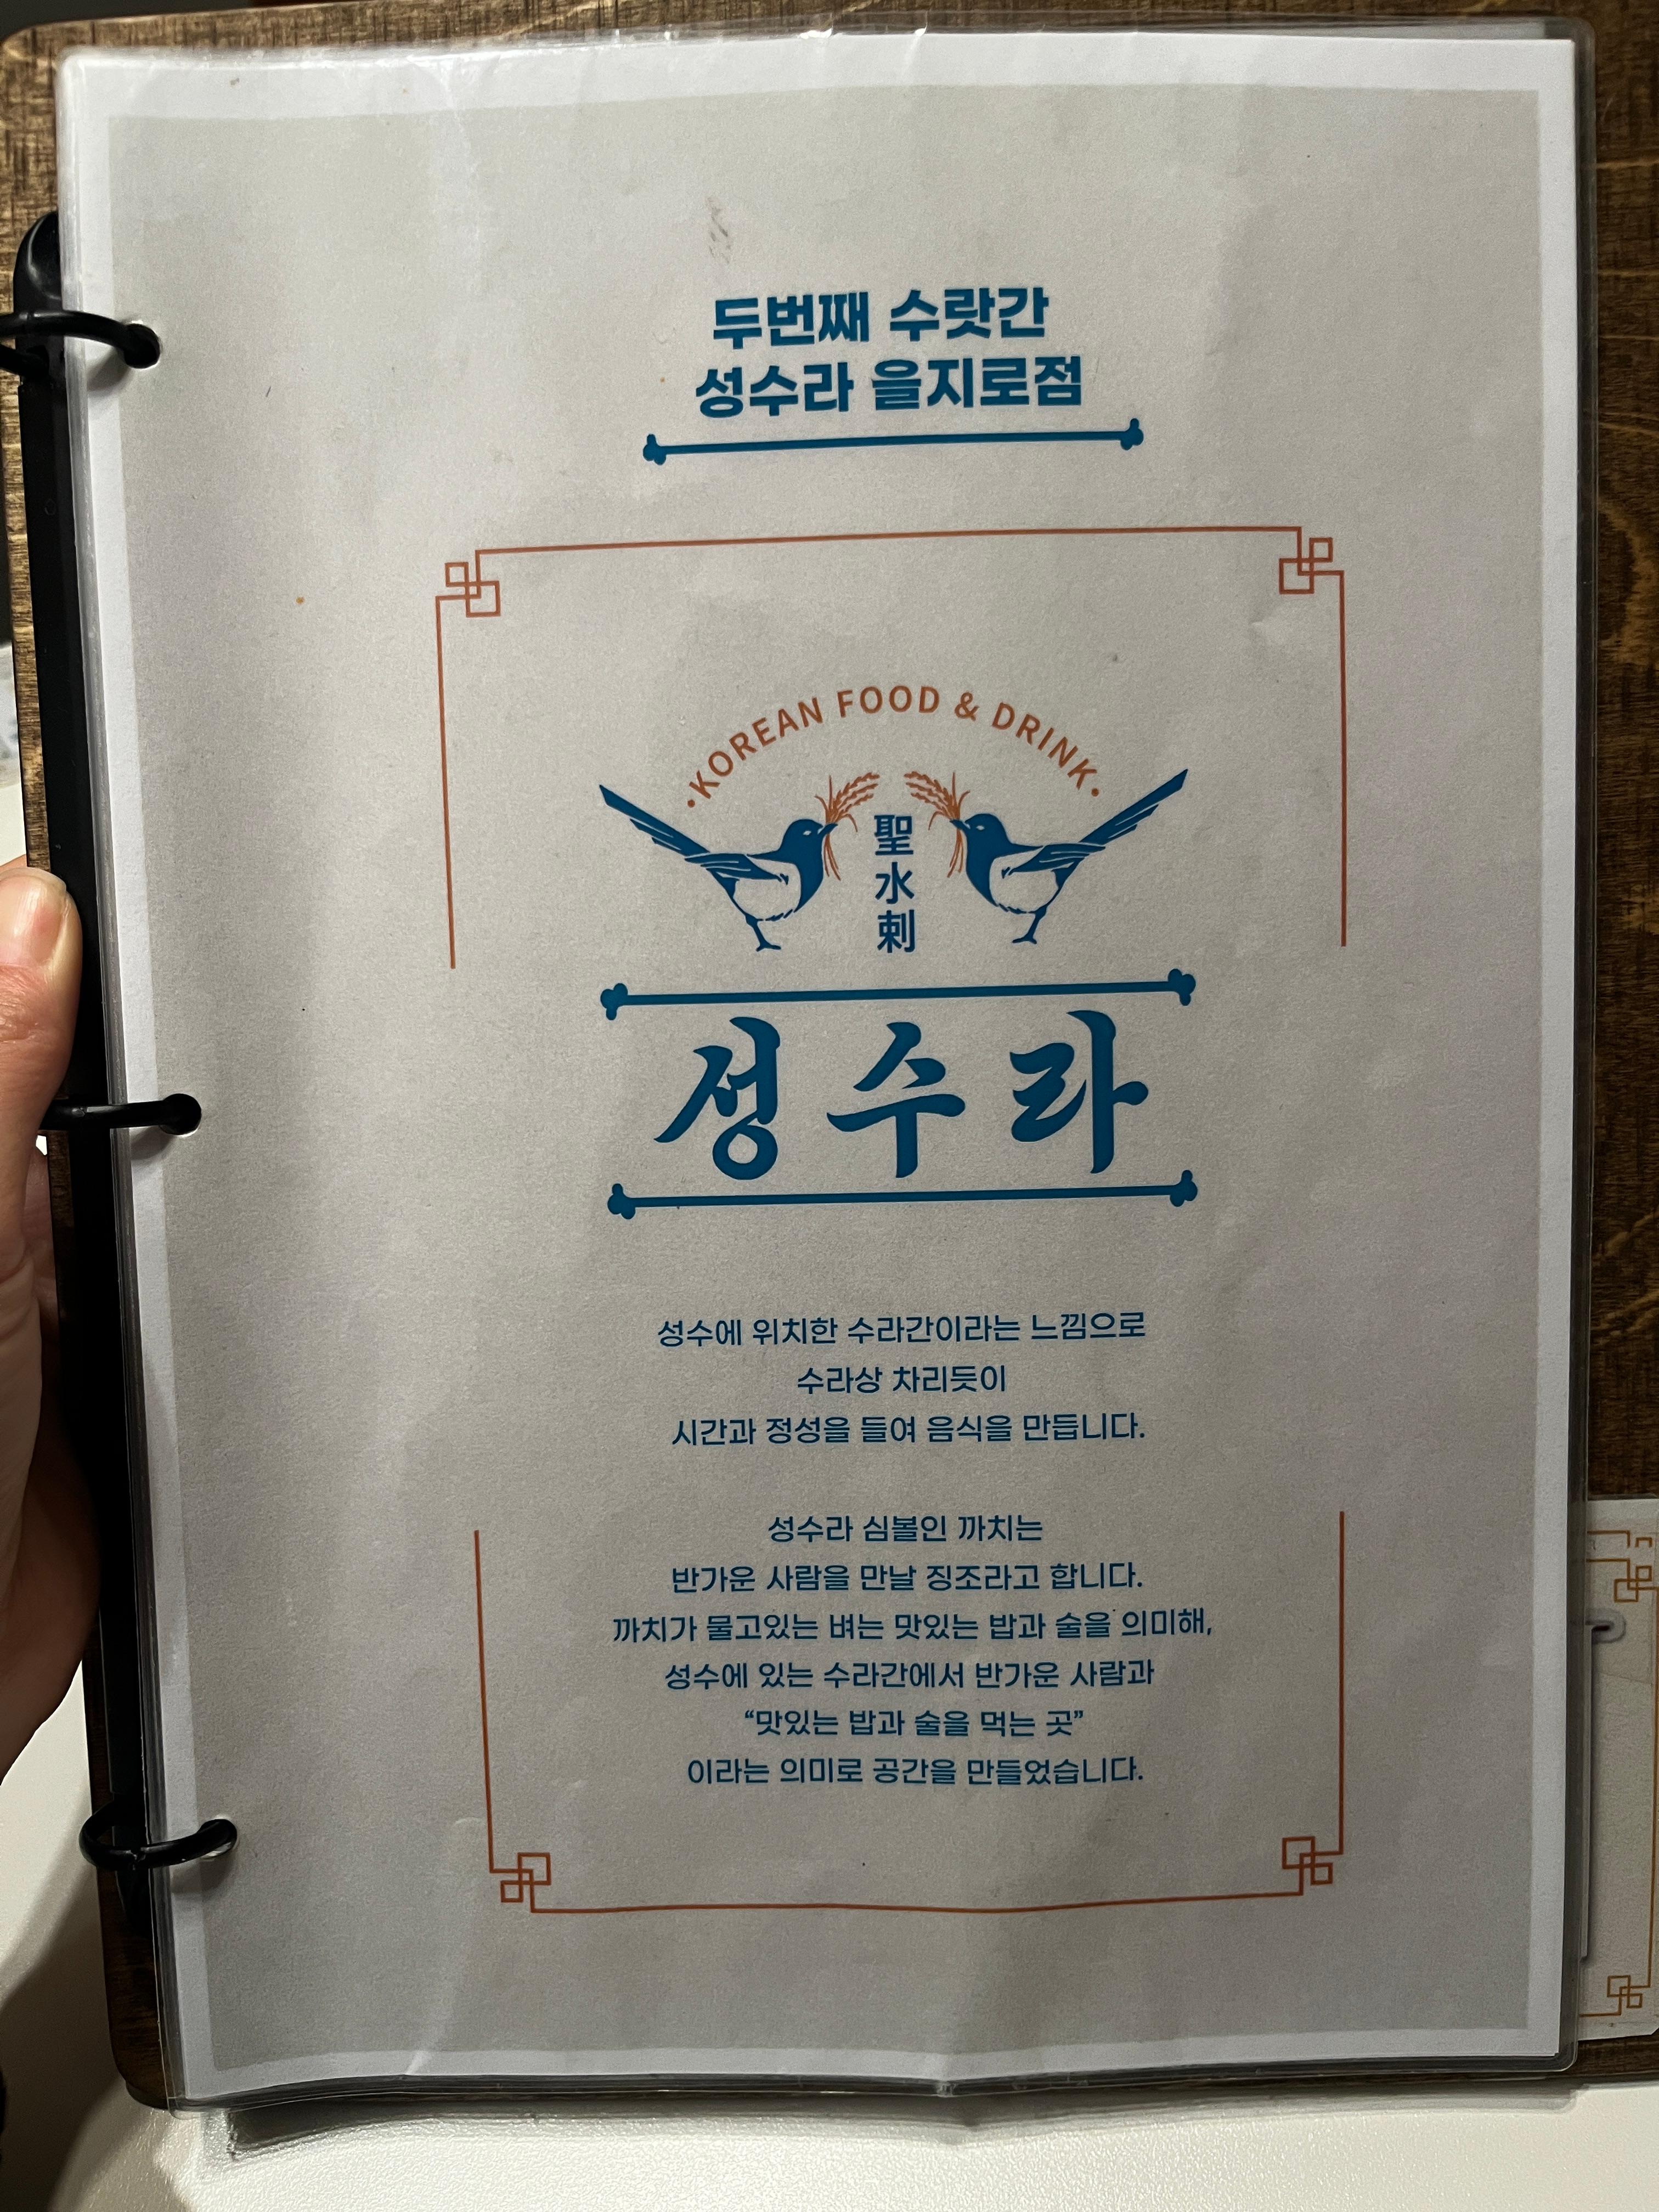 두번째 수랏간
성수라 을지로점
·KOREAN FOOD & DRINK·
聖
水
剌
성수라
성수에 위치한 수라간이라는 느낌으로
수라상 차리듯이
시간과 정성을 들여 음식을 만듭니다.
성수라 심볼인 까치는
반가운 사람을 만날 징조라고 합니다.
까치가 물고있는 벼는 맛있는 밥과 술을 의미해,
성수에 있는 수라간에서 반가운 사람과
“맛있는 밥과 술을 먹는 곳”
이라는 의미로 공간을 만들었습니다.